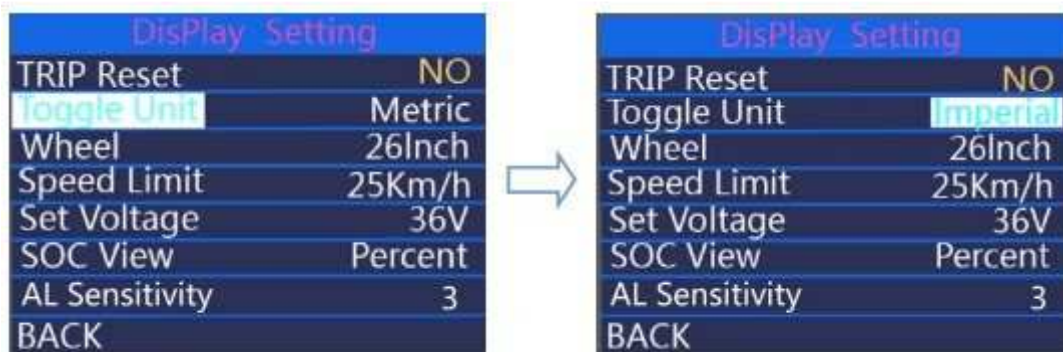 DisPlay Setting
TRIP Reset NO
Toggle Unit Metric
Wheel 26Inch
Speed Limit 25Km/h
Set Voltage 36V
SOC View Percent
AL Sensitivity 3
BACK
DisPlay Setting
TRIP Reset NO
Toggle Unit Imperial
Wheel 26Inch
Speed Limit 25Km/h
Set Voltage 36V
SOC View Percent
AL Sensitivity 3
BACK